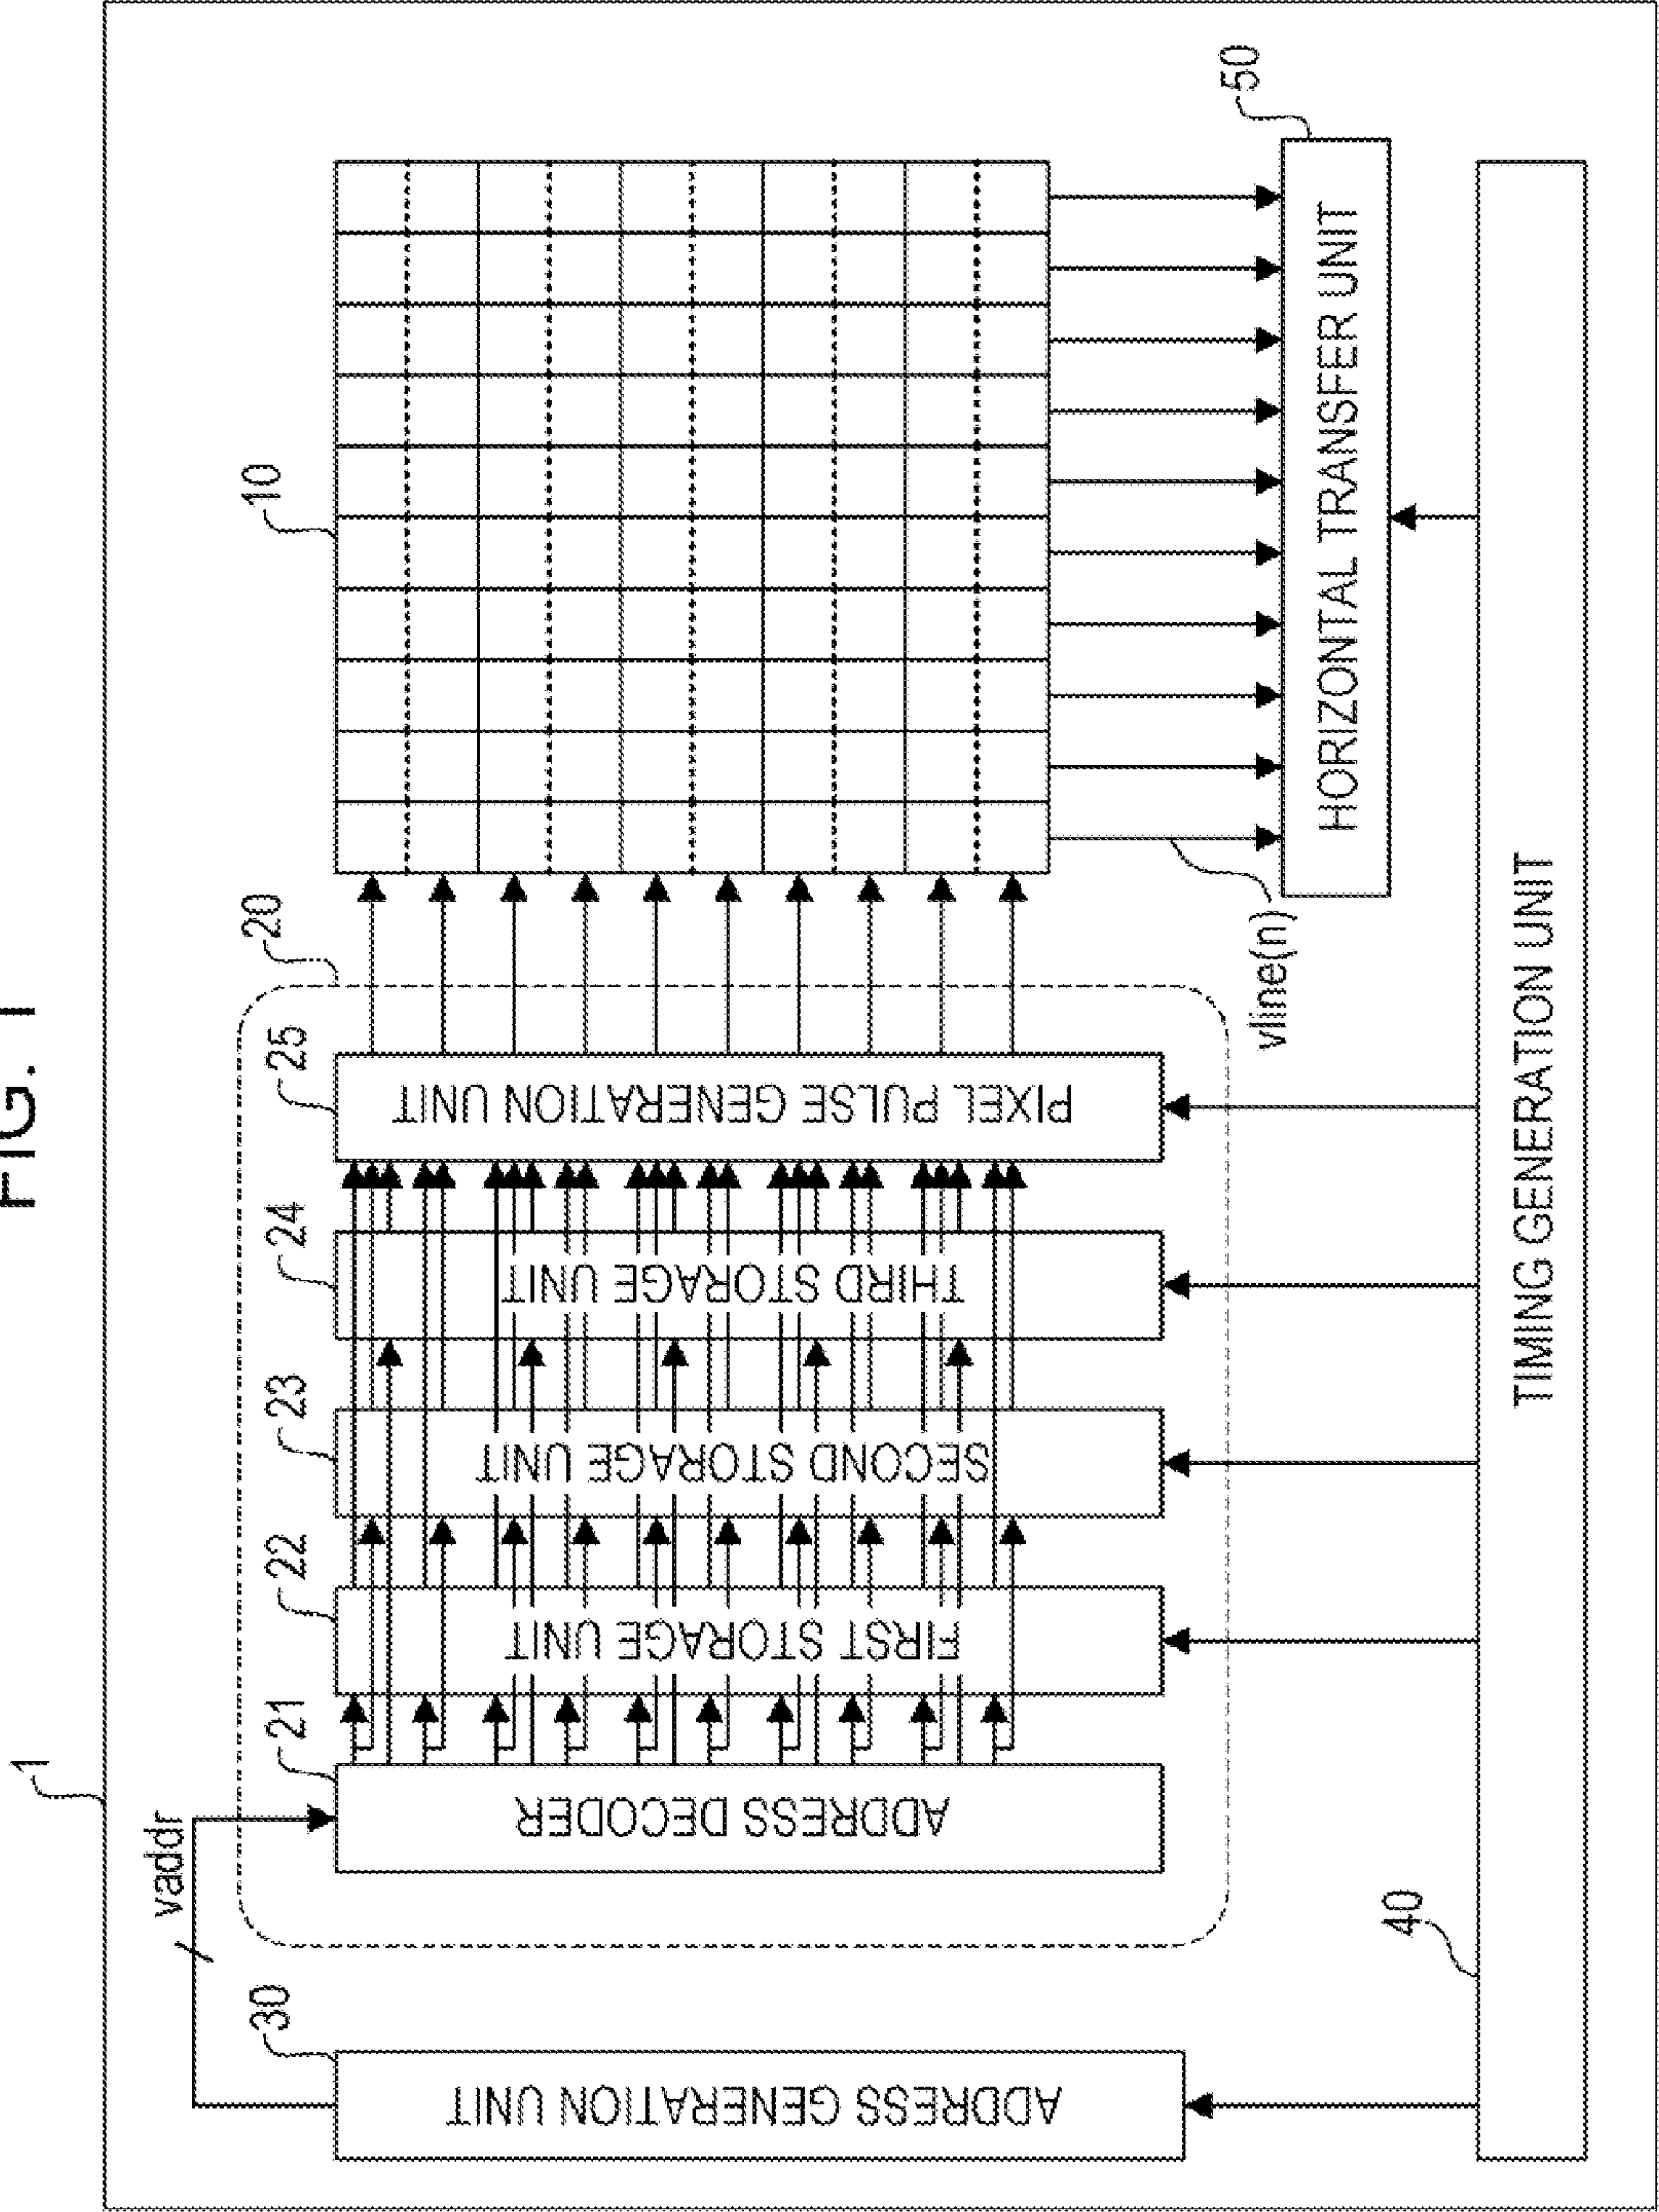 FIG. 1
1
vaddr
30
ADDRESS GENERATION UNIT
21
ADDRESS DECODER
22
FIRST STORAGE UNIT
23
SECOND STORAGE UNIT
24
THIRD STORAGE UNIT
25
PIXEL PULSE GENERATION UNIT
20
10
vline(n)
50
HORIZONTAL TRANSFER UNIT
40
TIMING GENERATION UNIT